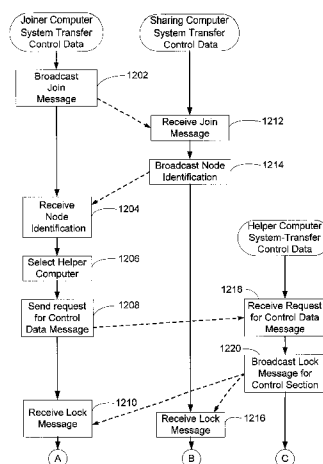 Joiner Computer
System Transfer
Control Data
Sharing Computer
System Transfer
Control Data
Broadcast
Join
Message
1202
Receive Join
Message
1212
Broadcast Node
Identification
1214
Receive
Node
Identification
1204
Helper Computer
System-Transfer
Control Data
Select Helper
Computer
1206
Send request
for Control
Data Message
1208
1218
Receive Request
for Control Data
Message
1220
Broadcast Lock
Message for
Control Section
Receive Lock
Message
1210
Receive Lock
Message
1216
A
B
C